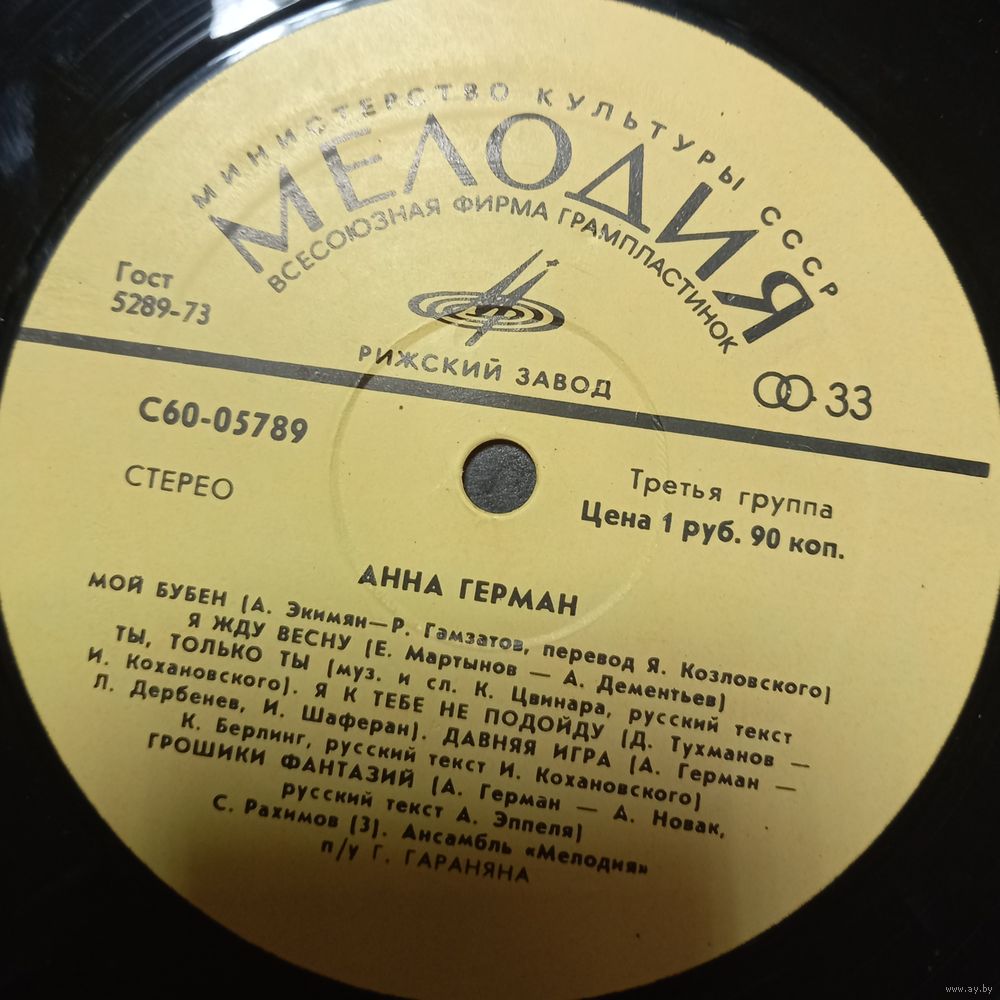 МИНИСТЕРСТВО КУЛЬТУРЫ СССР
МЕЛОДИЯ
ВСЕСОЮЗНАЯ ФИРМА ГРАМПЛАСТИНОК
Гост
5289-73
РИЖСКИЙ ЗАВОД
33
С60-05789
СТЕРЕО
Третья группа
Цена 1 руб. 90 коп.
АННА ГЕРМАН
МОЙ БУБЕН (А. Экимян—Р. Гамзатов, перевод Я. Козловского)
Я ЖДУ ВЕСНУ (Е. Мартынов — А. Дементьев)
ТЫ, ТОЛЬКО ТЫ (муз. и сл. К. Цвинара, русский текст
И. Кохановского). Я К ТЕБЕ НЕ ПОДОЙДУ (Д. Тухманов —
Л. Дербенев, И. Шаферан). ДАВНЯЯ ИГРА (А. Герман —
К. Берлинг, русский текст И. Кохановского)
ГРОШИКИ ФАНТАЗИЙ (А. Герман — А. Новак,
русский текст А. Эппеля)
С. Рахимов (3). Ансамбль «Мелодия»
п/у Г. ГАРАНЯНА
www.ay.by